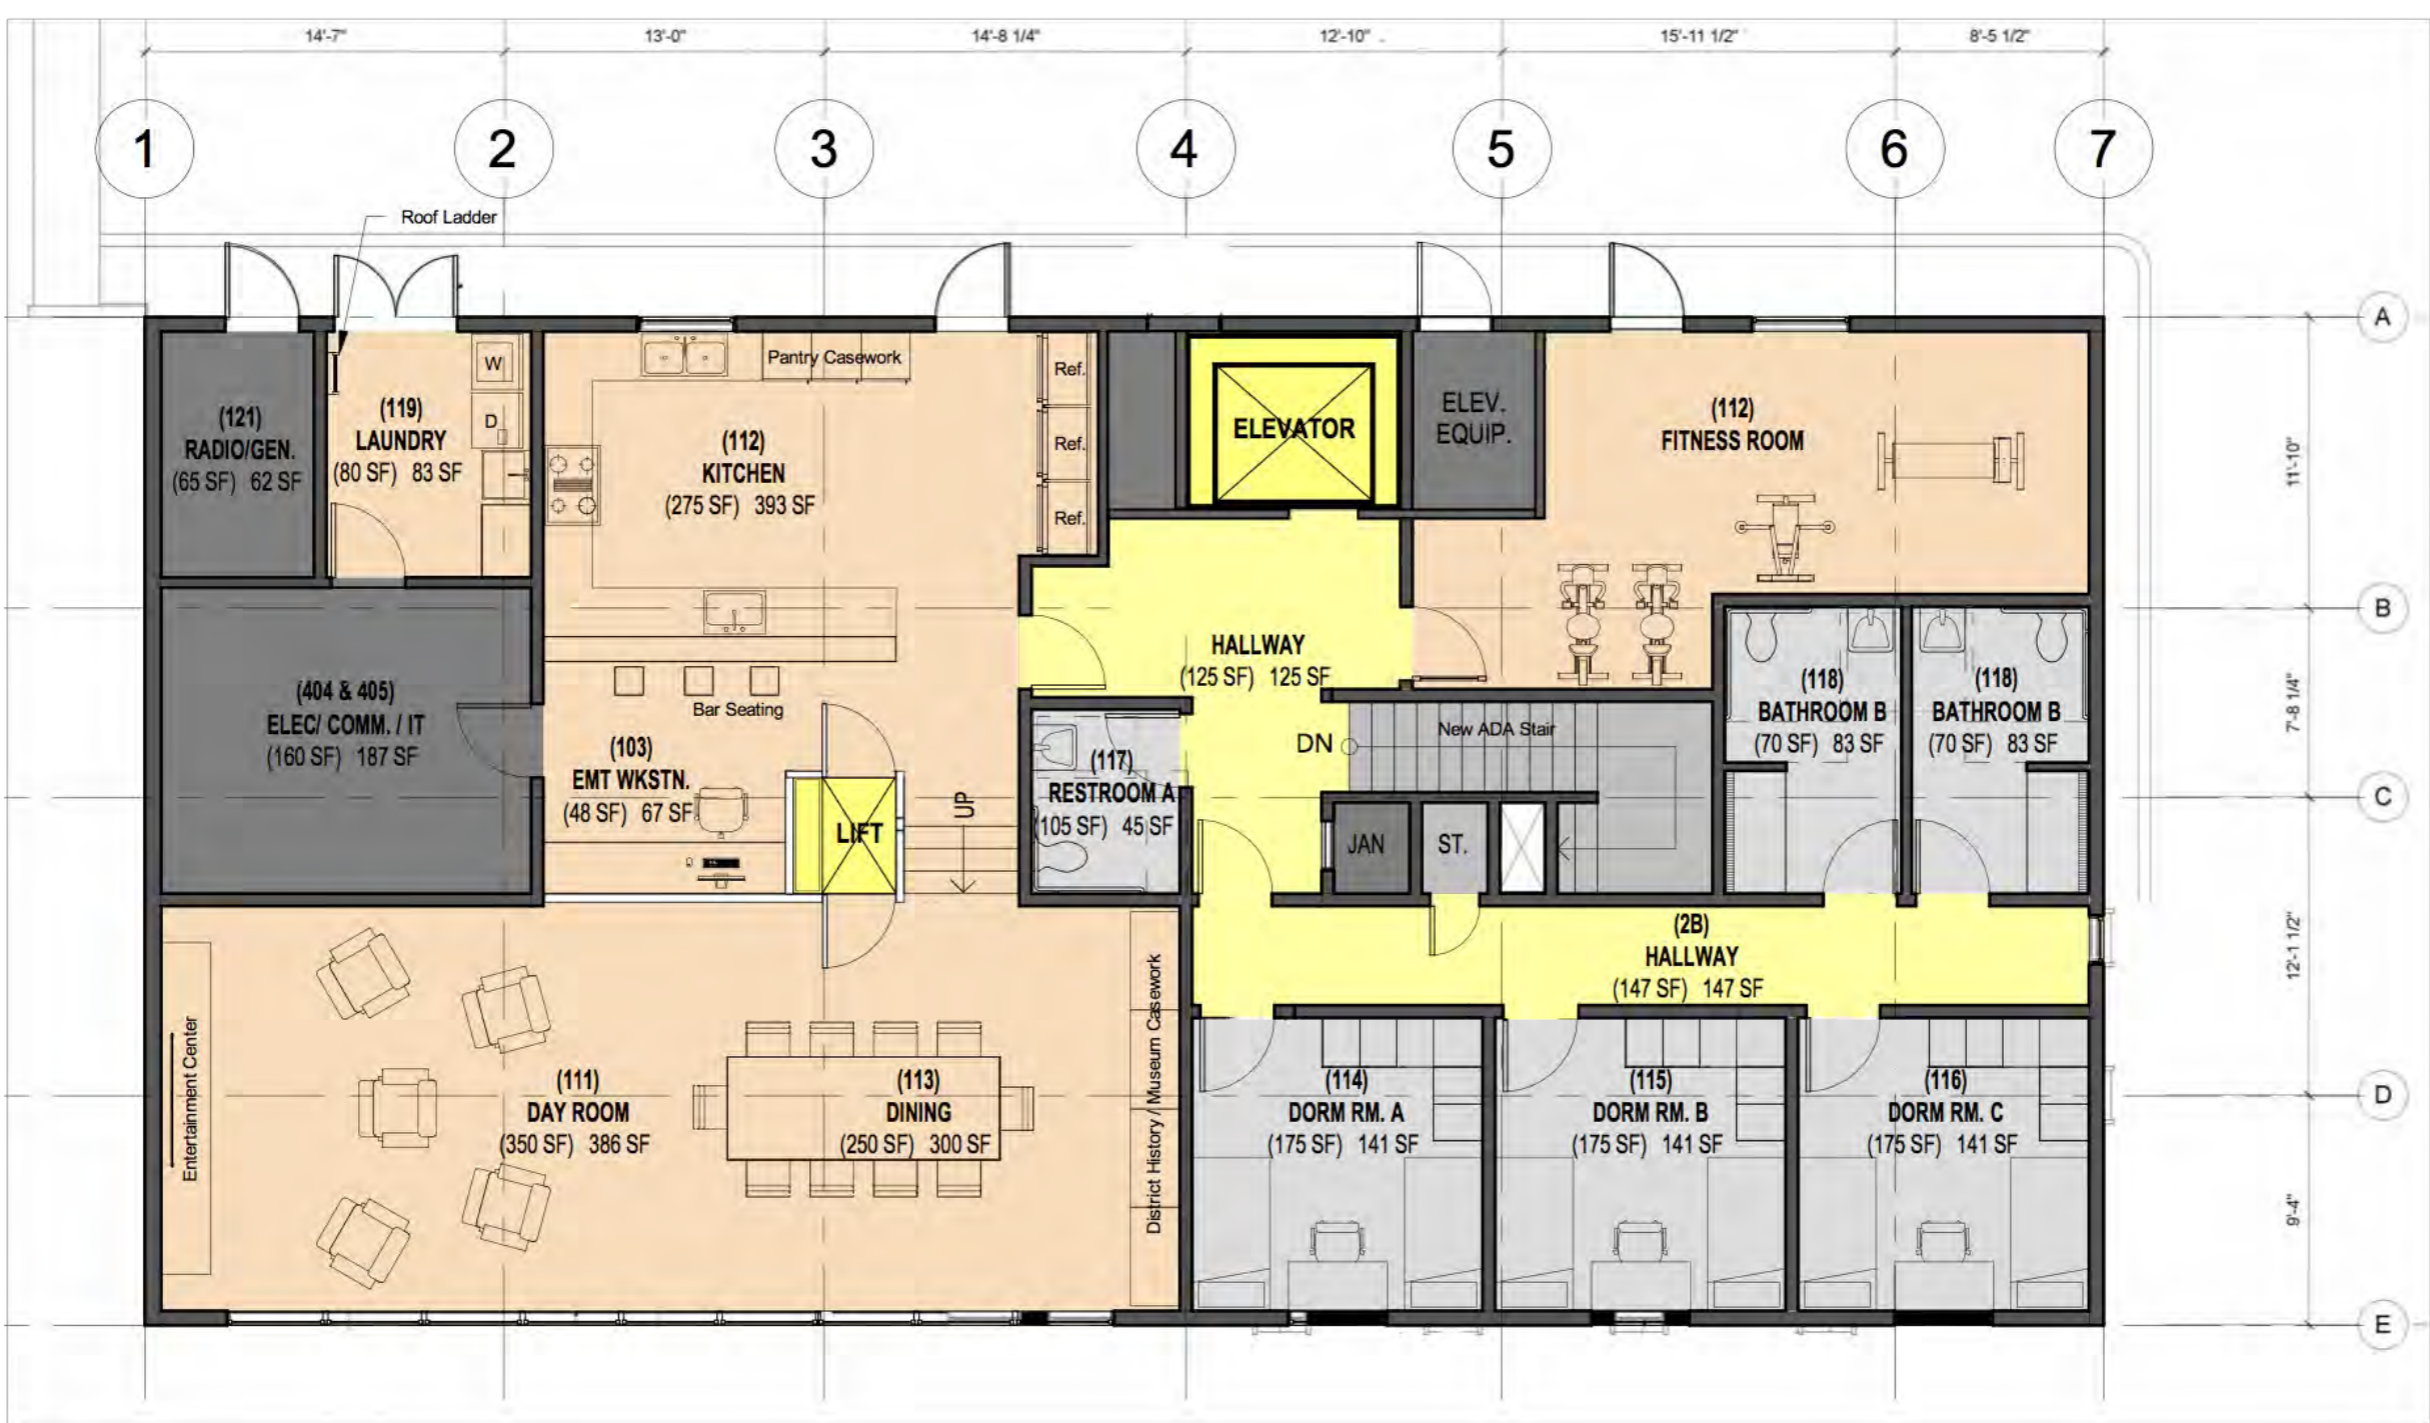 14'-7"
13'-0"
14'-8 1/4"
12'-10"
15'-11 1/2"
8'-5 1/2"
1
2
3
4
5
6
7
Roof Ladder
A
B
C
D
E
11'-10"
7'-8 1/4"
12'-1 1/2"
9'-4"
(121)
RADIO/GEN.
(65 SF) 62 SF
(119)
LAUNDRY
(80 SF) 83 SF
W
D
(112)
KITCHEN
(275 SF) 393 SF
Pantry Casework
Ref.
Ref.
Ref.
ELEVATOR
ELEV.
EQUIP.
(112)
FITNESS ROOM
(404 & 405)
ELEC/ COMM. / IT
(160 SF) 187 SF
Bar Seating
(103)
EMT WKSTN.
(48 SF) 67 SF
LIFT
UP
HALLWAY
(125 SF) 125 SF
(117)
RESTROOM A
(105 SF) 45 SF
DN
New ADA Stair
JAN
ST.
(118)
BATHROOM B
(70 SF) 83 SF
(118)
BATHROOM B
(70 SF) 83 SF
(2B)
HALLWAY
(147 SF) 147 SF
Entertainment Center
(111)
DAY ROOM
(350 SF) 386 SF
(113)
DINING
(250 SF) 300 SF
District History / Museum Casework
(114)
DORM RM. A
(175 SF) 141 SF
(115)
DORM RM. B
(175 SF) 141 SF
(116)
DORM RM. C
(175 SF) 141 SF